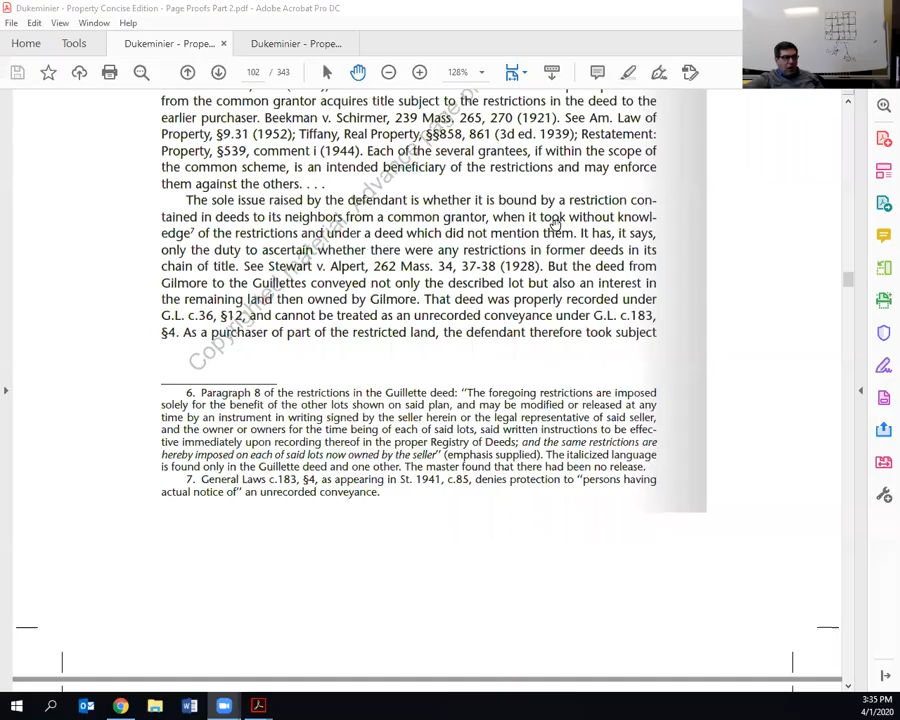 Dukeminier - Property Concise Edition - Page Proofs Part 2.pdf - Adobe Acrobat Pro DC
File Edit View Window Help
Home Tools Dukeminier - Prope... × Dukeminier - Prope...
102 / 343 128%
from the common grantor acquires title subject to the restrictions in the deed to the
earlier purchaser. Beekman v. Schirmer, 239 Mass. 265, 270 (1921). See Am. Law of
Property, §9.31 (1952); Tiffany, Real Property, §§858, 861 (3d ed. 1939); Restatement:
Property, §539, comment i (1944). Each of the several grantees, if within the scope of
the common scheme, is an intended beneficiary of the restrictions and may enforce
them against the others. . . .
The sole issue raised by the defendant is whether it is bound by a restriction con-
tained in deeds to its neighbors from a common grantor, when it took without knowl-
edge7 of the restrictions and under a deed which did not mention them. It has, it says,
only the duty to ascertain whether there were any restrictions in former deeds in its
chain of title. See Stewart v. Alpert, 262 Mass. 34, 37-38 (1928). But the deed from
Gilmore to the Guillettes conveyed not only the described lot but also an interest in
the remaining land then owned by Gilmore. That deed was properly recorded under
G.L. c.36, §12, and cannot be treated as an unrecorded conveyance under G.L. c.183,
§4. As a purchaser of part of the restricted land, the defendant therefore took subject
6. Paragraph 8 of the restrictions in the Guillette deed: "The foregoing restrictions are imposed
solely for the benefit of the other lots shown on said plan, and may be modified or released at any
time by an instrument in writing signed by the seller herein or the legal representative of said seller,
and the owner or owners for the time being of each of said lots, said written instructions to be effec-
tive immediately upon recording thereof in the proper Registry of Deeds; and the same restrictions are
hereby imposed on each of said lots now owned by the seller" (emphasis supplied). The italicized language
is found only in the Guillette deed and one other. The master found that there had been no release.
7. General Laws c.183, §4, as appearing in St. 1941, c.85, denies protection to "persons having
actual notice of" an unrecorded conveyance.
Copyrighted material. Advance
3:35 PM
4/1/2020